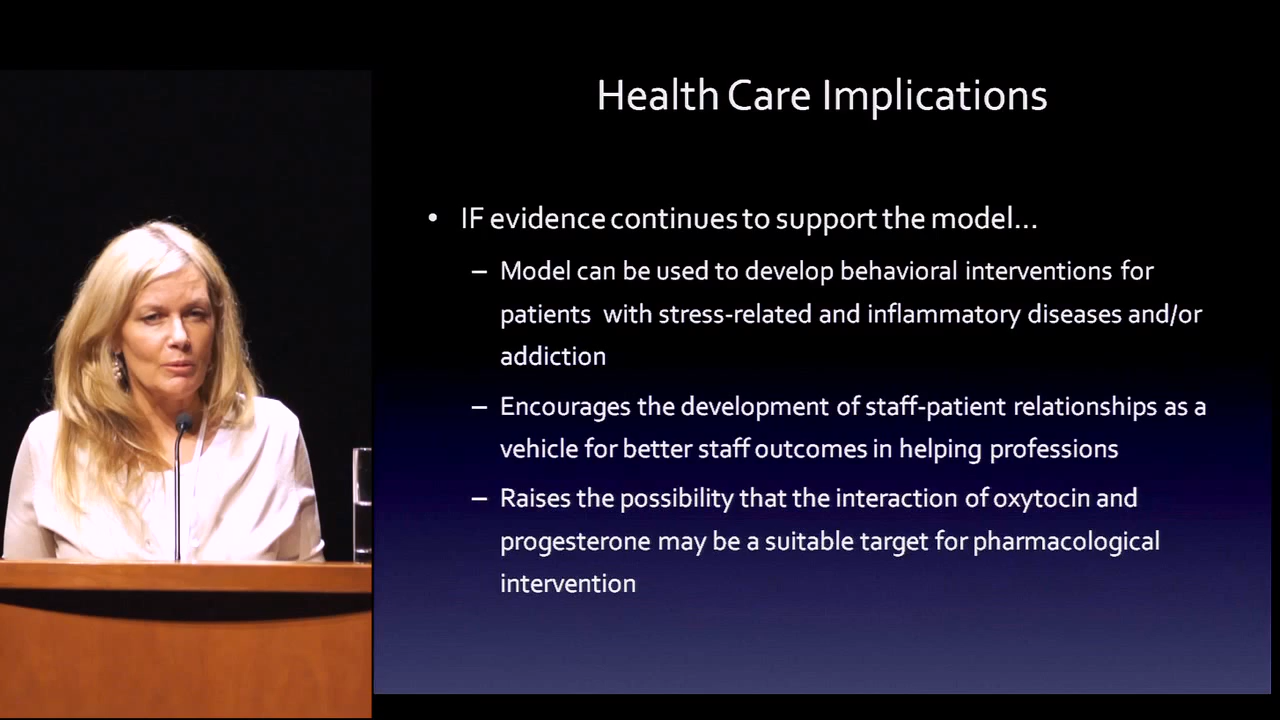 Health Care Implications
• IF evidence continues to support the model...
– Model can be used to develop behavioral interventions for
patients with stress-related and inflammatory diseases and/or
addiction
– Encourages the development of staff-patient relationships as a
vehicle for better staff outcomes in helping professions
– Raises the possibility that the interaction of oxytocin and
progesterone may be a suitable target for pharmacological
intervention